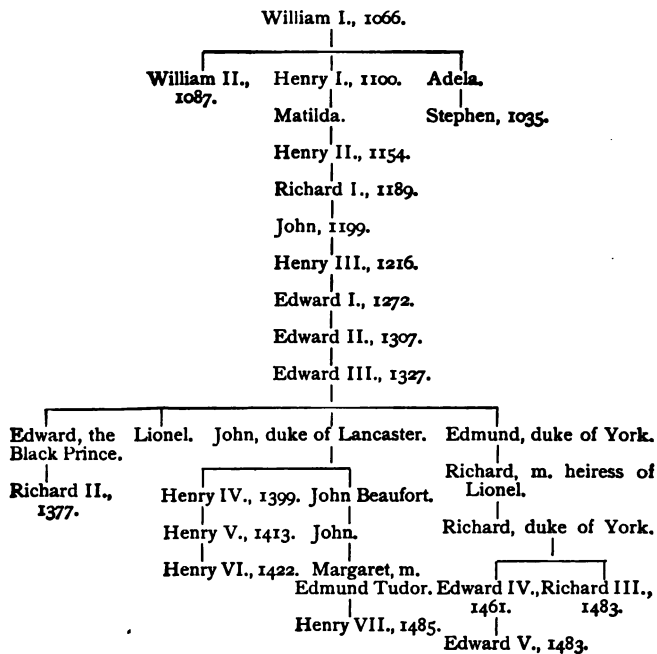 William I., 1066.
William II., Henry I., 1100. Adela.
1087.
Matilda. Stephen, 1035.
Henry II., 1154.
Richard I., 1189.
John, 1199.
Henry III., 1216.
Edward I., 1272.
Edward II., 1307.
Edward III., 1327.
Edward, the Lionel. John, duke of Lancaster. Edmund, duke of York.
Black Prince.
Richard, m. heiress of
Lionel.
Richard II.,
1377.
Henry IV., 1399. John Beaufort.
Richard, duke of York.
Henry V., 1413. John.
Henry VI., 1422. Margaret, m.
Edmund Tudor. Edward IV., Richard III.,
1461. 1483.
Henry VII., 1485.
Edward V., 1483.